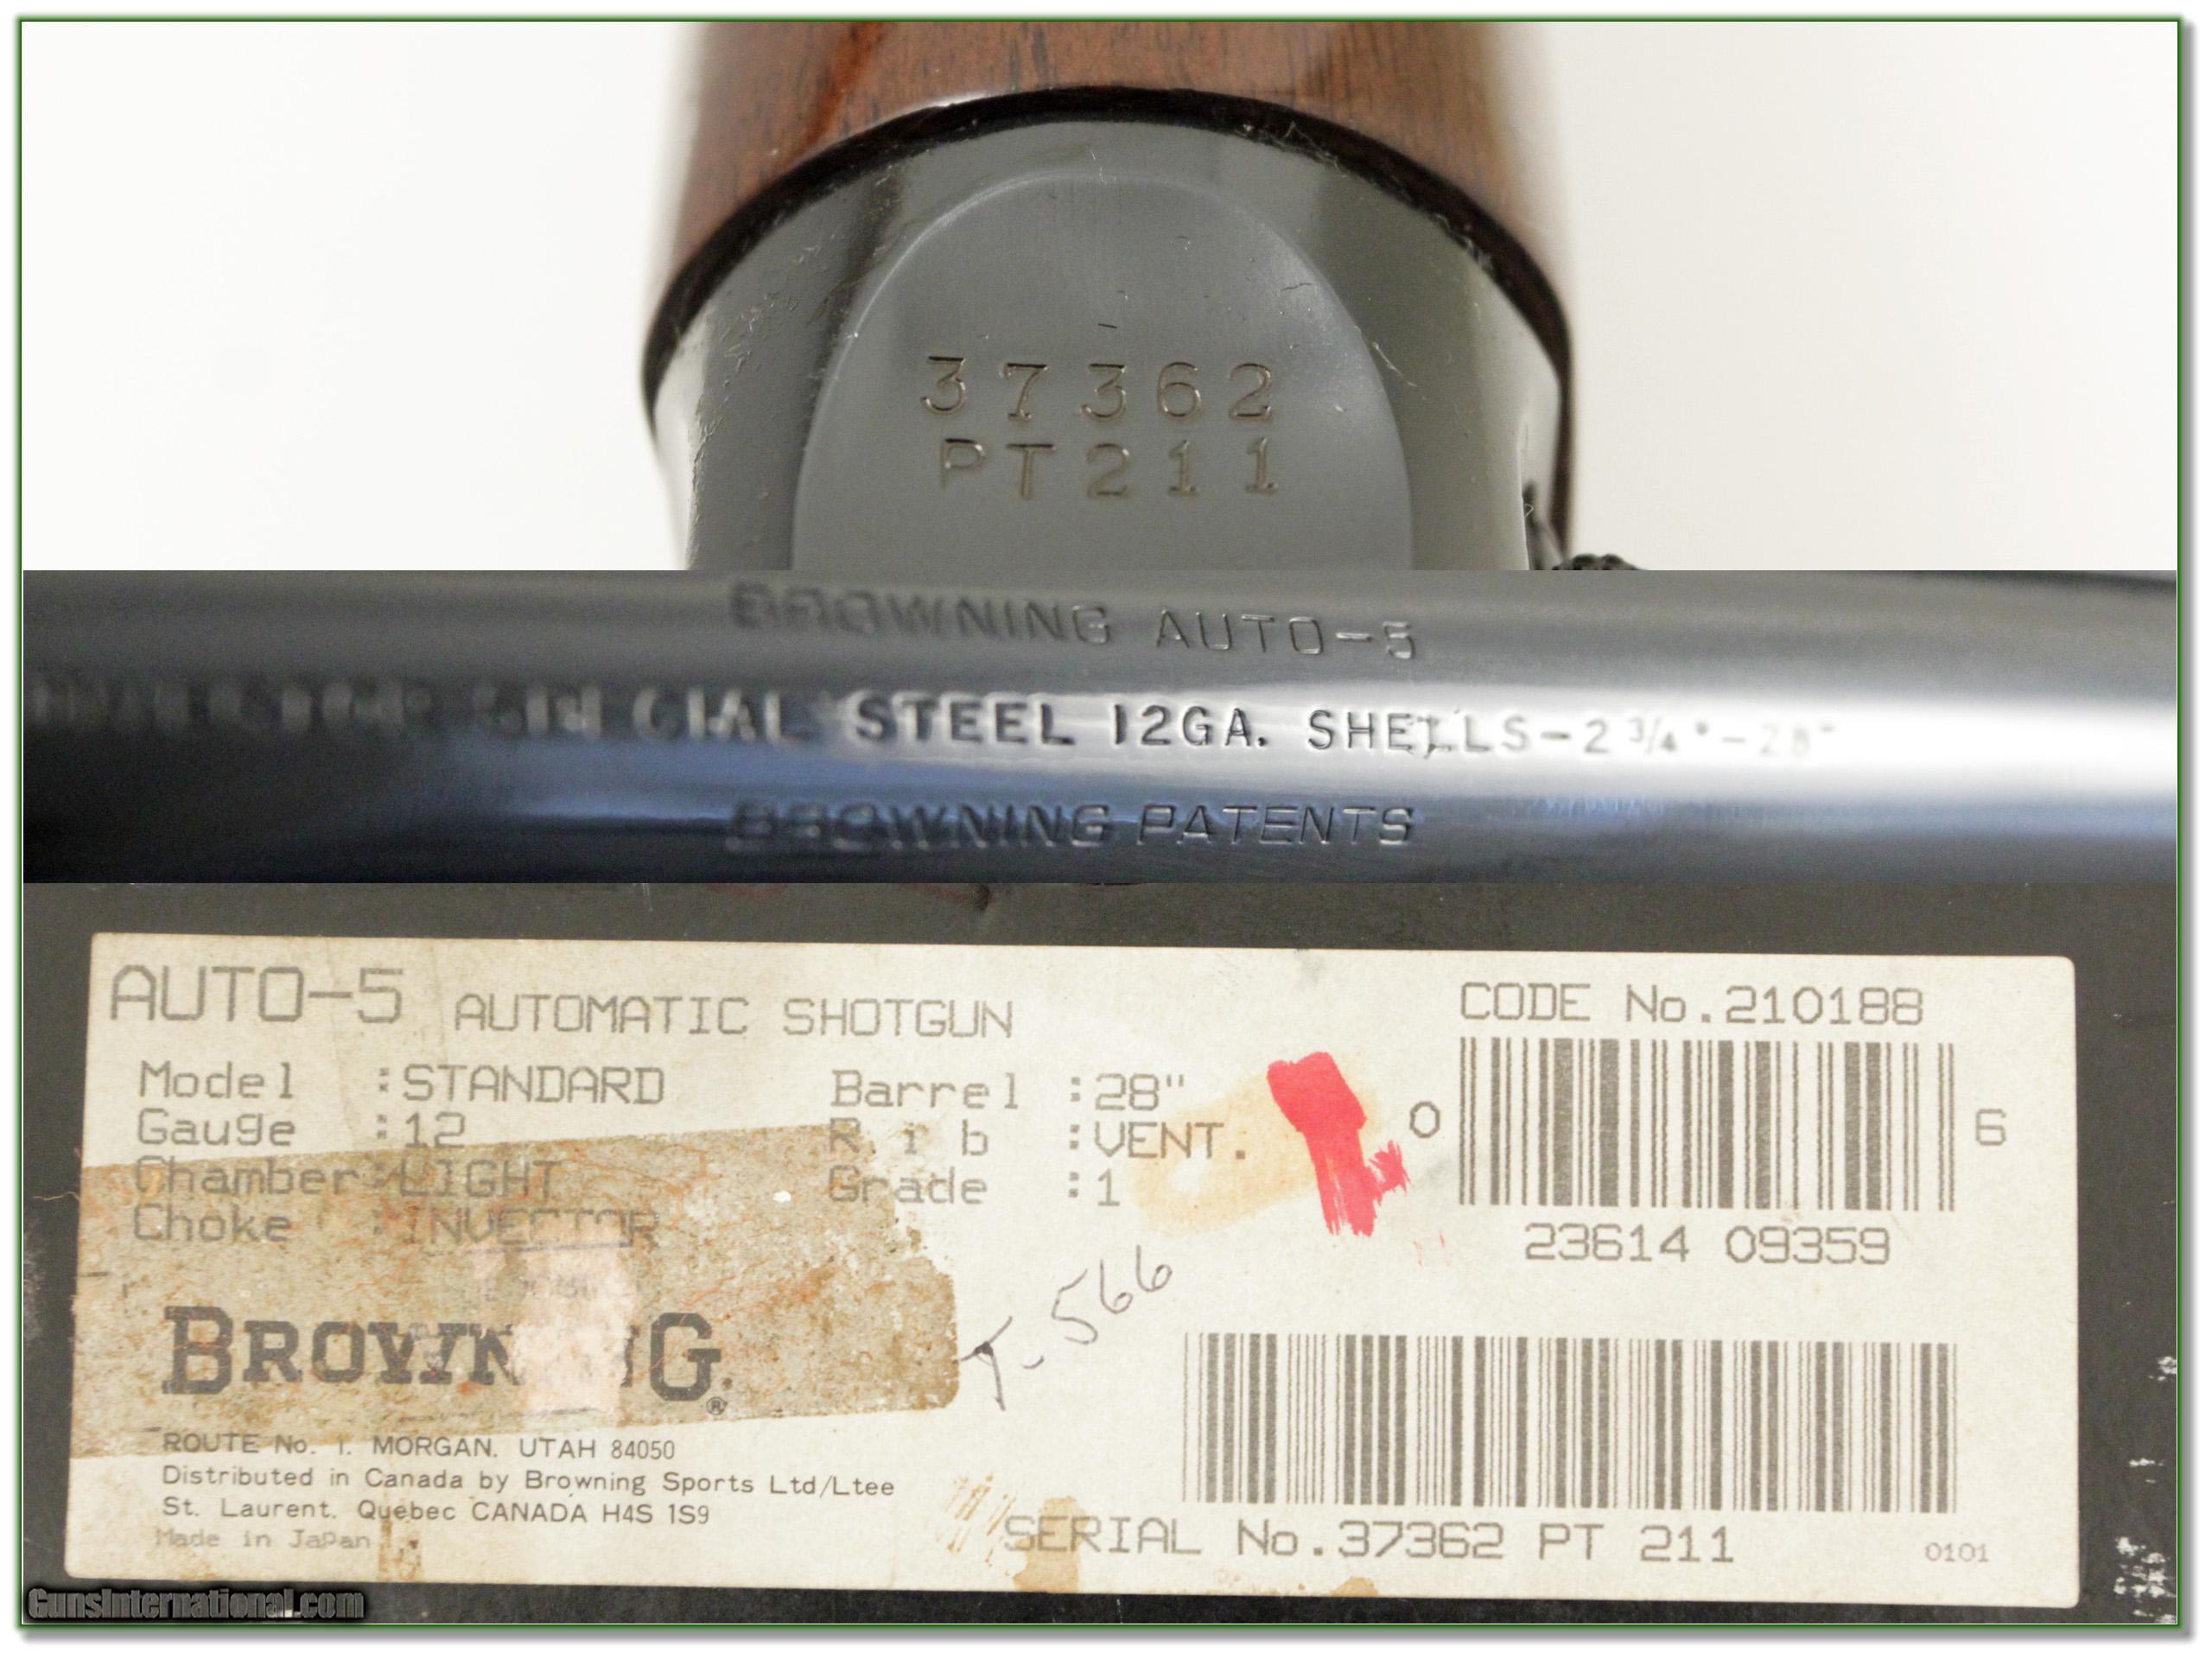 37362
PT211
BROWNING AUTO-5
SPECIAL STEEL 12GA. SHELLS-2 3/4"-28"
BROWNING PATENTS
AUTO-5 AUTOMATIC SHOTGUN
CODE No.210188
Model :STANDARD
Barrel :28"
Gauge :12
Rib :VENT.
Chamber:LIGHT
Grade :1
Choke :INVECTOR
0
6
23614 09359
T. 566
BROWNING®
ROUTE No. 1. MORGAN. UTAH 84050
Distributed in Canada by Browning Sports Ltd/Ltee
St. Laurent. Quebec CANADA H4S 1S9
Made in Japan
SERIAL No.37362 PT 211
0101
GunsInternational.com